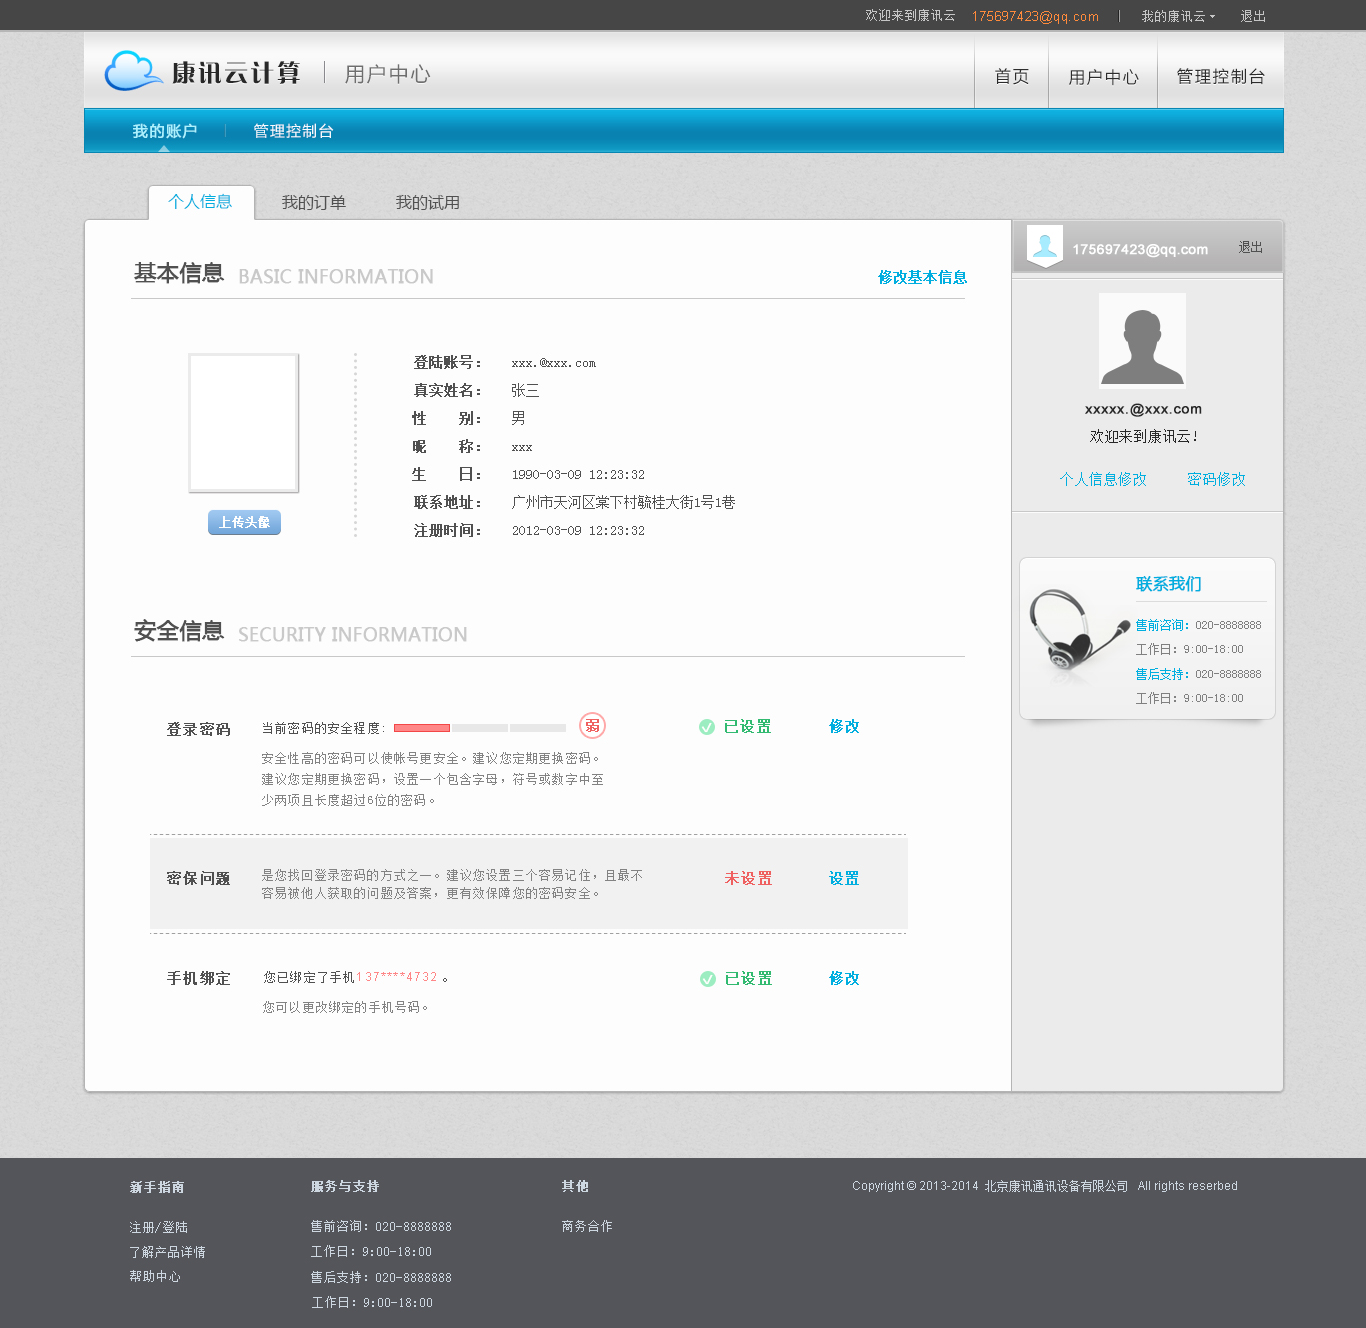 欢迎来到康讯云 175697423@qq.com | 我的康讯云 退出
康讯云计算 | 用户中心
首页 用户中心 管理控制台
我的账户 | 管理控制台
个人信息 我的订单 我的试用
基本信息 BASIC INFORMATION 修改基本信息
登陆账号： xxx.@xxx.com
真实姓名： 张三
性 别： 男
昵 称： xxx
生 日： 1990-03-09 12:23:32
联系地址： 广州市天河区棠下村毓桂大街1号1巷
注册时间： 2012-03-09 12:23:32
上传头像
安全信息 SECURITY INFORMATION
登录密码 当前密码的安全程度： 弱 已设置 修改
安全性高的密码可以使帐号更安全。建议您定期更换密码。
建议您定期更换密码，设置一个包含字母，符号或数字中至
少两项且长度超过6位的密码。
密保问题 是您找回登录密码的方式之一。建议您设置三个容易记住，且最不 未设置 设置
容易被他人获取的问题及答案，更有效保障您的密码安全。
手机绑定 您已绑定了手机137****4732 。 已设置 修改
您可以更改绑定的手机号码。
175697423@qq.com 退出
xxxxx.@xxx.com
欢迎来到康讯云！
个人信息修改 密码修改
联系我们
售前咨询：020-8888888
工作日：9:00-18:00
售后支持：020-8888888
工作日：9:00-18:00
新手指南
注册/登陆
了解产品详情
帮助中心
服务与支持
售前咨询：020-8888888
工作日：9:00-18:00
售后支持：020-8888888
工作日：9:00-18:00
其他
商务合作
Copyright © 2013-2014 北京康讯通讯设备有限公司 All rights reserbed